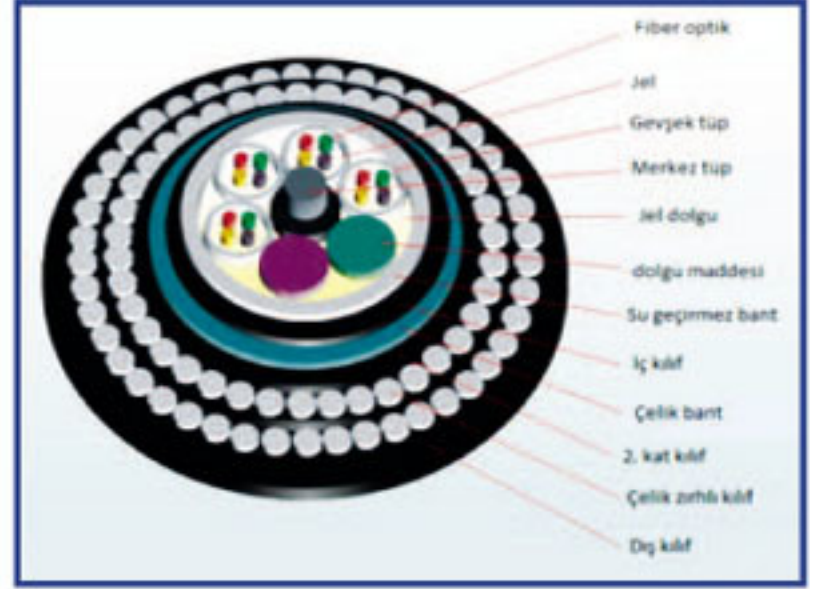 Fiber optik
Jel
Gevşek tüp
Merkez tüp
Jel dolgu
dolgu maddesi
Su geçirmez bant
İç kılıf
Çelik bant
2. kat kılıf
Çelik zırhlı kılıf
Dış kılıf